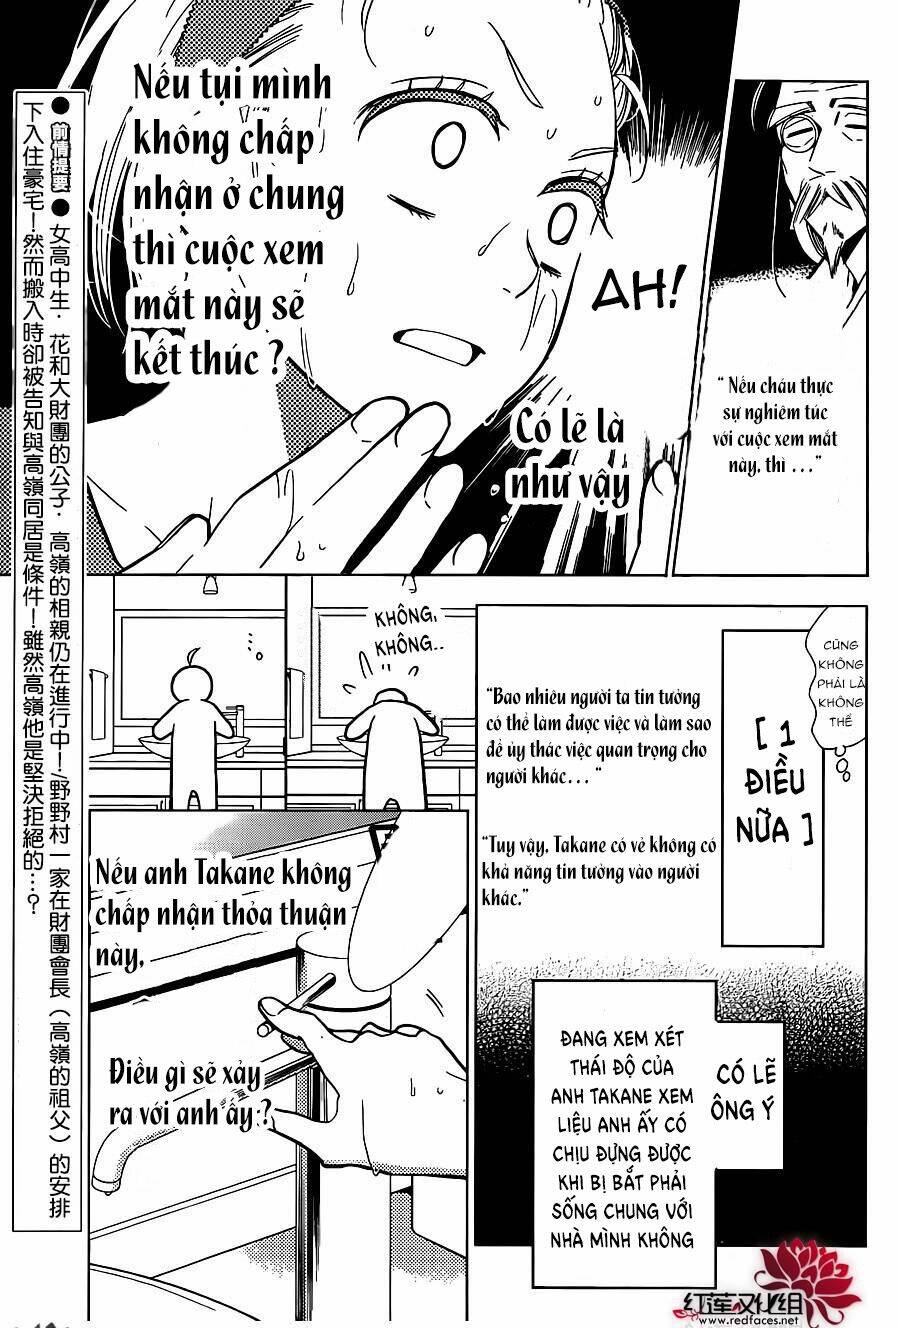 “ Nếu cháu thực
sự nghiêm túc
với cuộc xem mắt
này, thì . . .”
AH!
Có lẽ là
như vậy
Nếu tụi mình
không chấp
nhận ở chung
thì cuộc xem
mắt này sẽ
kết thúc ?
●前情提要●女高中生．花和大財團的公子．高嶺的相親仍在進行中！/野野村一家在財團會長（高嶺的祖父）的安排
下入住豪宅！然而搬入時卻被告知與高嶺同居是條件！雖然高嶺他是堅決拒絕的…？
CŨNG
KHÔNG
PHẢI LÀ
KHÔNG
THỂ
[ 1
ĐIỀU
NỮA ]
“Bao nhiêu người ta tin tưởng
có thể làm được việc và làm sao
để ủy thác việc quan trọng cho
người khác. . . “
“Tuy vậy, Takane có vẻ không có
khả năng tin tưởng vào người
khác.”
CÓ LẼ
ÔNG Ý
ĐANG XEM XÉT
THÁI ĐỘ CỦA
ANH TAKANE XEM
LIỆU ANH ẤY CÓ
CHỊU ĐỰNG ĐƯỢC
KHI BỊ BẮT PHẢI
SỐNG CHUNG VỚI
NHÀ MÌNH KHÔNG
KHÔNG,
KHÔNG..
Nếu anh Takane không
chấp nhận thỏa thuận
này,
Điều gì sẽ xảy
ra với anh ấy ?
红莲汉化组
www.redfaces.net